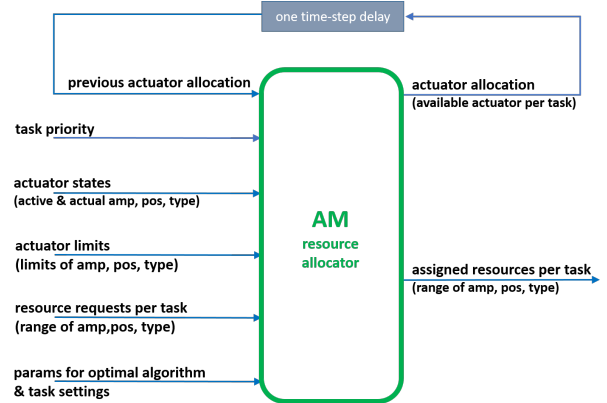 one time-step delay
previous actuator allocation
actuator allocation
(available actuator per task)
task priority
actuator states
(active & actual amp, pos, type)
AM
resource
allocator
actuator limits
(limits of amp, pos, type)
assigned resources per task
(range of amp, pos, type)
resource requests per task
(range of amp,pos, type)
params for optimal algorithm
& task settings